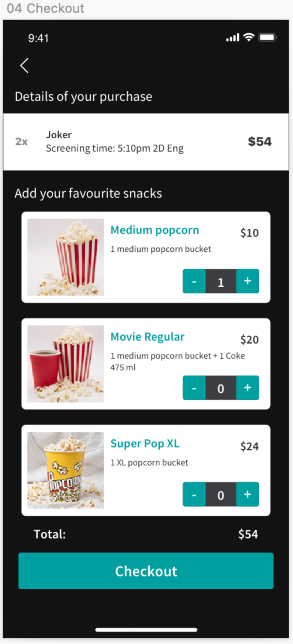 04 Checkout
9:41
Details of your purchase
2x
Joker
Screening time: 5:10pm 2D Eng
$54
Add your favourite snacks
Medium popcorn
$10
1 medium popcorn bucket
- 1 +
Movie Regular
$20
1 medium popcorn bucket + 1 Coke
475 ml
- 0 +
POPCORN
Super Pop XL
$24
1 XL popcorn bucket
- 0 +
Total:
$54
Checkout